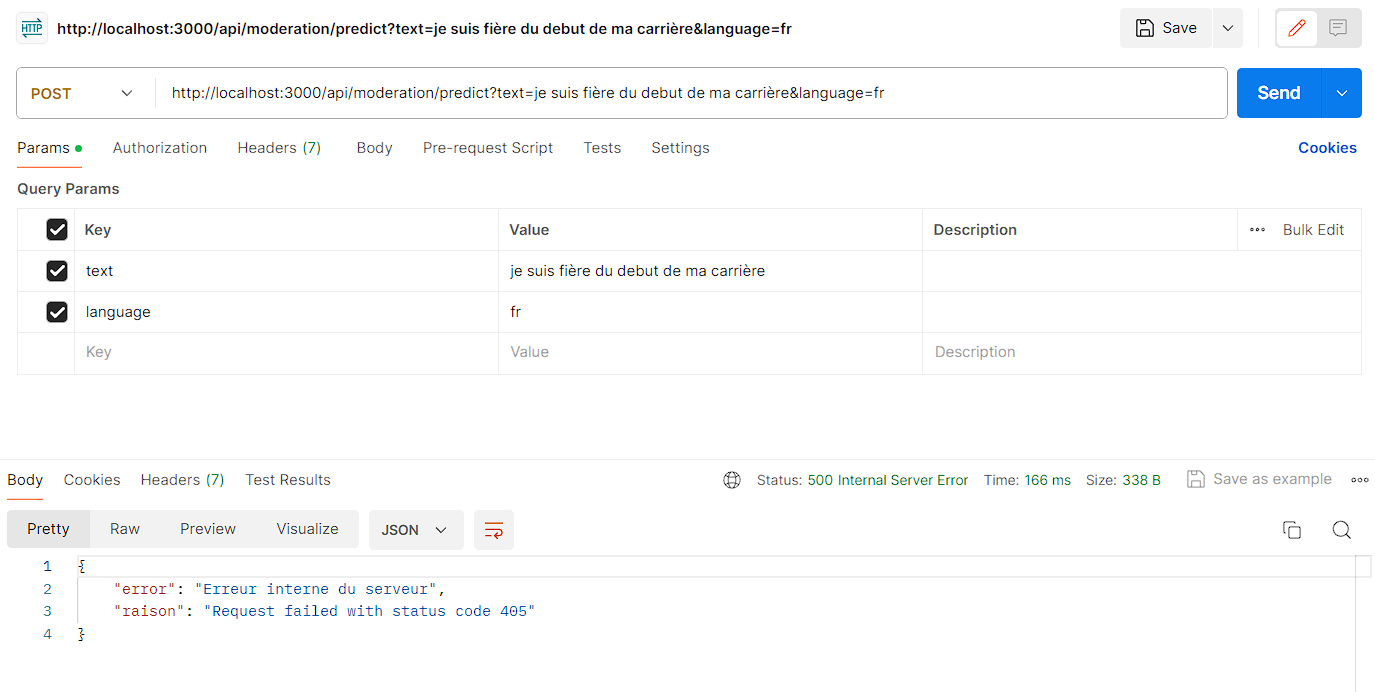 HTTP http://localhost:3000/api/moderation/predict?text=je suis fière du debut de ma carrière&language=fr Save
POST http://localhost:3000/api/moderation/predict?text=je suis fière du debut de ma carrière&language=fr Send
Params Authorization Headers (7) Body Pre-request Script Tests Settings Cookies
Query Params
Key Value Description Bulk Edit
text je suis fière du debut de ma carrière
language fr
Key Value Description
Body Cookies Headers (7) Test Results Status: 500 Internal Server Error Time: 166 ms Size: 338 B Save as example
Pretty Raw Preview Visualize JSON
1 {
2 "error": "Erreur interne du serveur",
3 "raison": "Request failed with status code 405"
4 }